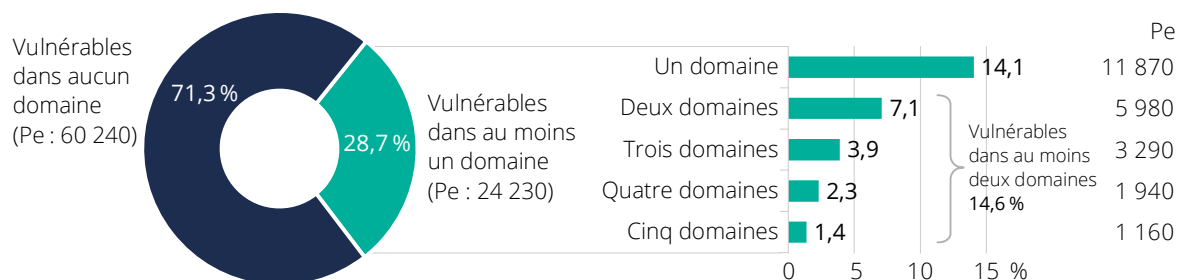 Vulnérables
dans aucun
domaine
(Pe : 60 240)
71,3 %
28,7 %
Vulnérables
dans au moins
un domaine
(Pe : 24 230)
Pe
Un domaine 14,1 11 870
Deux domaines 7,1 5 980
Trois domaines 3,9 3 290
Quatre domaines 2,3 1 940
Cinq domaines 1,4 1 160
Vulnérables
dans au moins
deux domaines
14,6 %
0 5 10 15 %